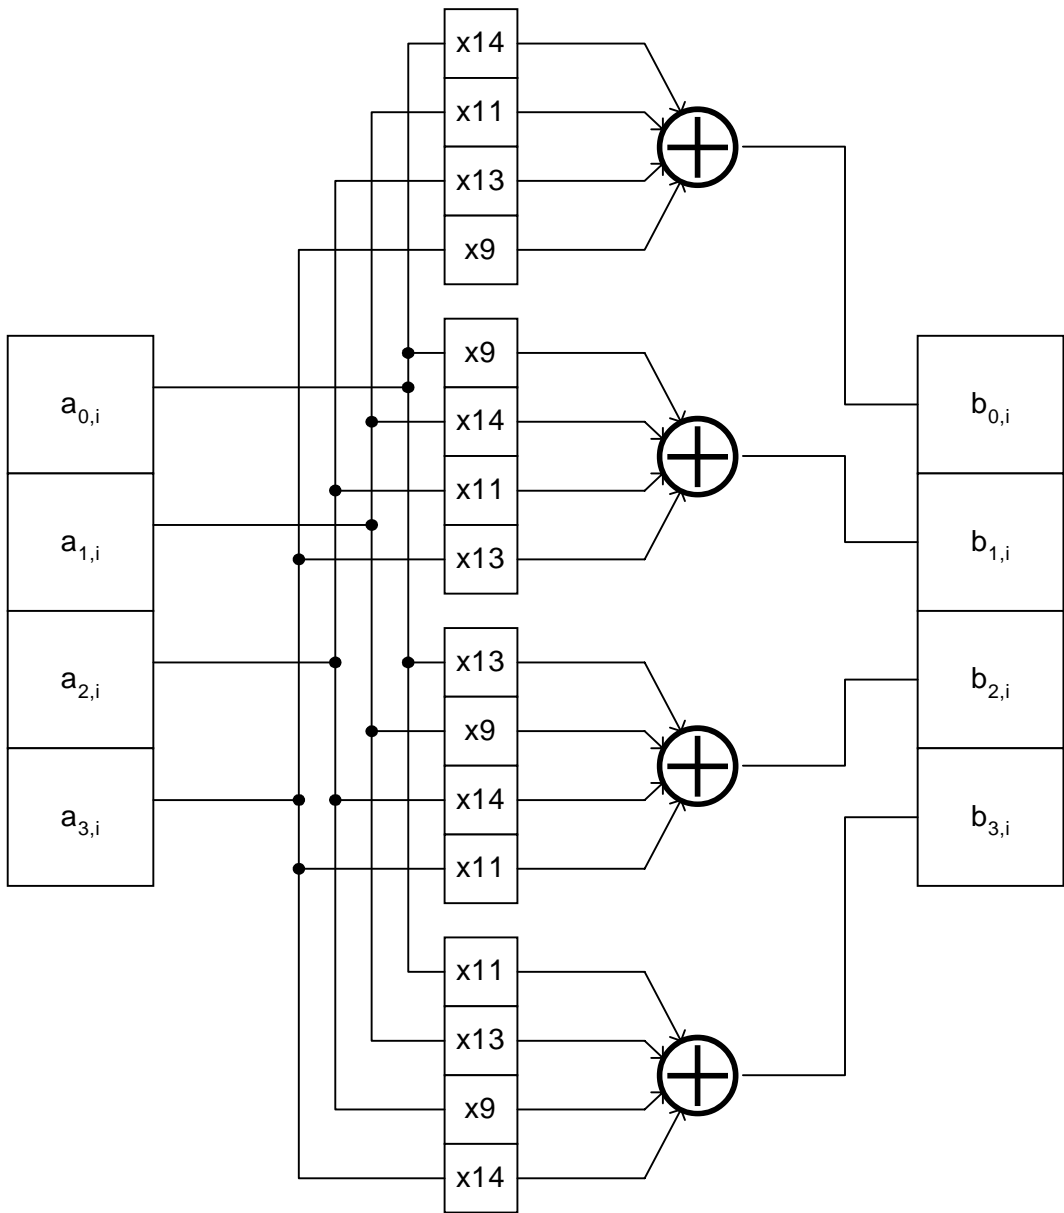 x14
x11
x13
x9
x9
x14
x11
x13
x13
x9
x14
x11
x11
x13
x9
x14
a0,i
a1,i
a2,i
a3,i
b0,i
b1,i
b2,i
b3,i